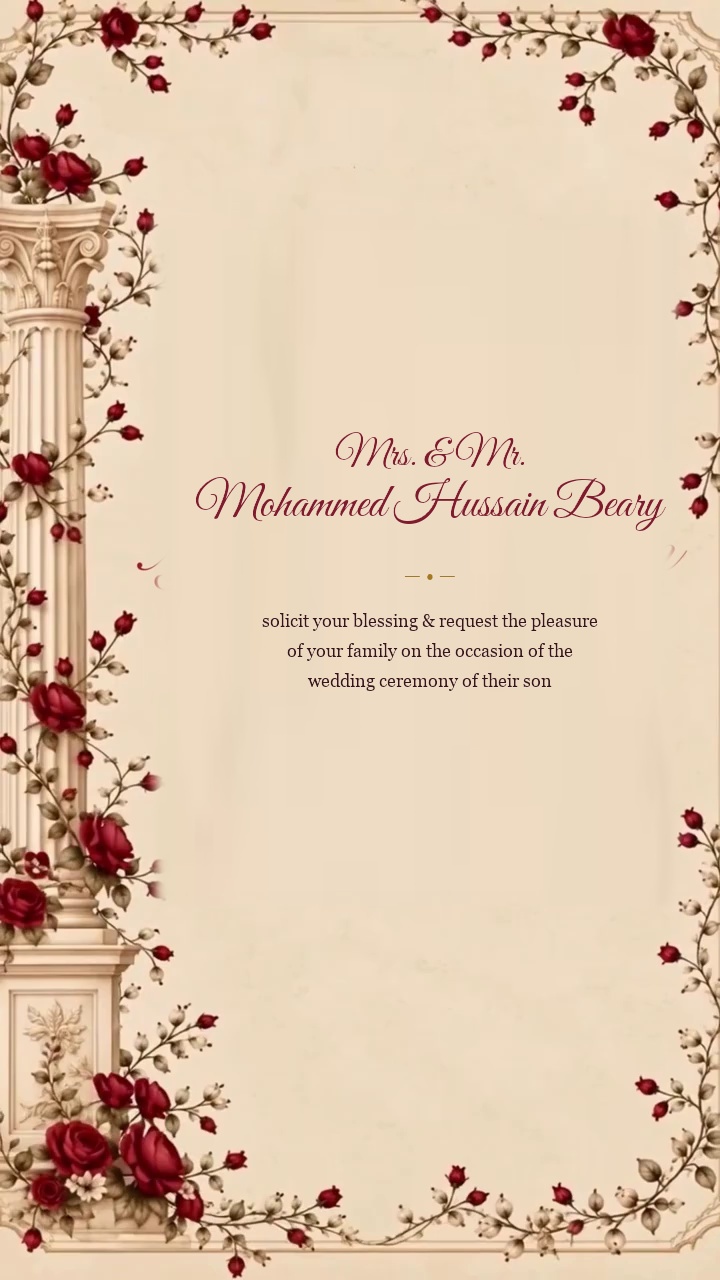 Mrs. & Mr.
Mohammed Hussain Beary
solicit your blessing & request the pleasure
of your family on the occasion of the
wedding ceremony of their son